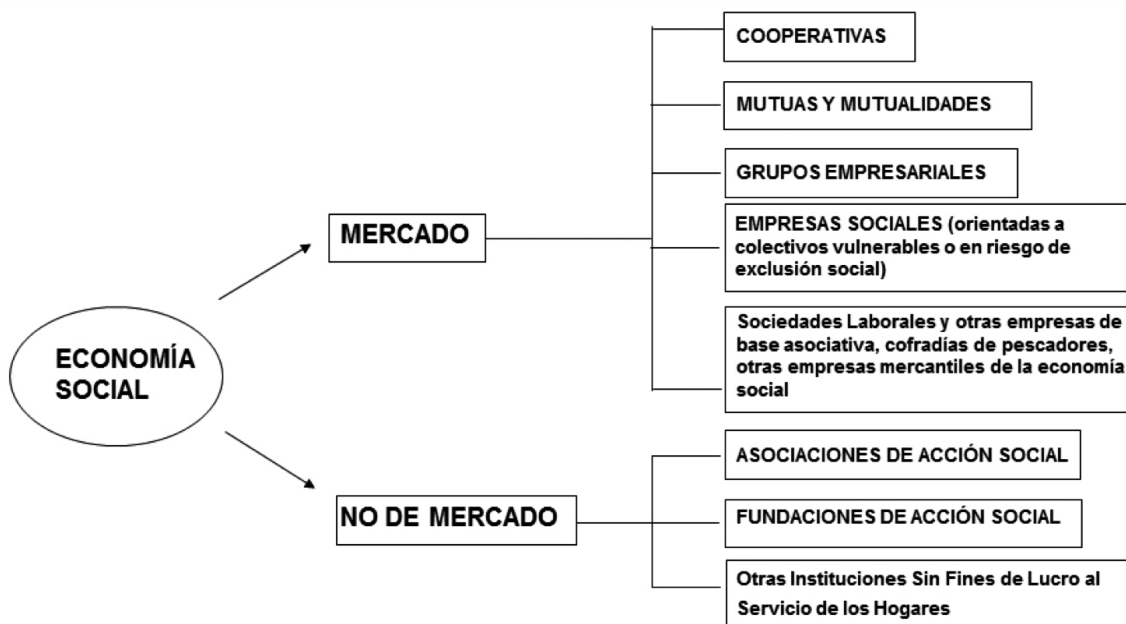 COOPERATIVAS
MUTUAS Y MUTUALIDADES
GRUPOS EMPRESARIALES
MERCADO
EMPRESAS SOCIALES (orientadas a
colectivos vulnerables o en riesgo de
exclusión social)
Sociedades Laborales y otras empresas de
base asociativa, cofradías de pescadores,
otras empresas mercantiles de la economía
social
ECONOMÍA
SOCIAL
ASOCIACIONES DE ACCIÓN SOCIAL
NO DE MERCADO
FUNDACIONES DE ACCIÓN SOCIAL
Otras Instituciones Sin Fines de Lucro al
Servicio de los Hogares